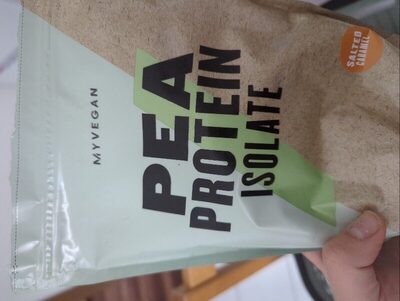 MYVEGAN
PEA
PROTEIN
ISOLATE
SALTED
CARAMEL